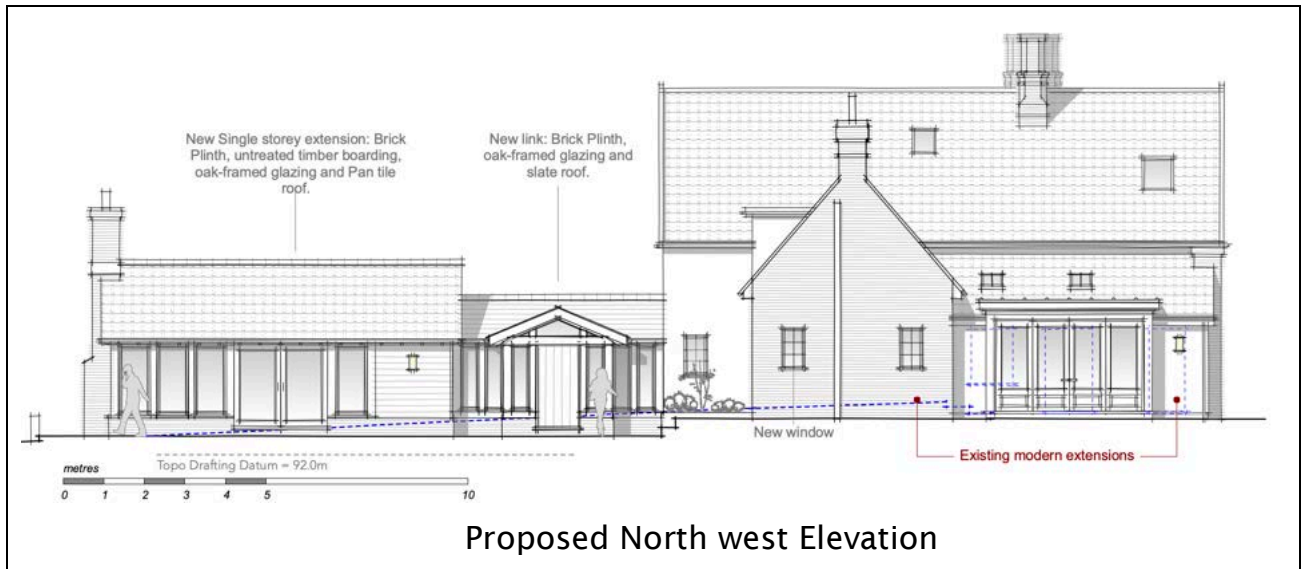 New Single storey extension: Brick
Plinth, untreated timber boarding,
oak-framed glazing and Pan tile
roof.
New link: Brick Plinth,
oak-framed glazing and
slate roof.
New window
Existing modern extensions
Topo Drafting Datum = 92.0m
metres
0 1 2 3 4 5 10
Proposed North west Elevation